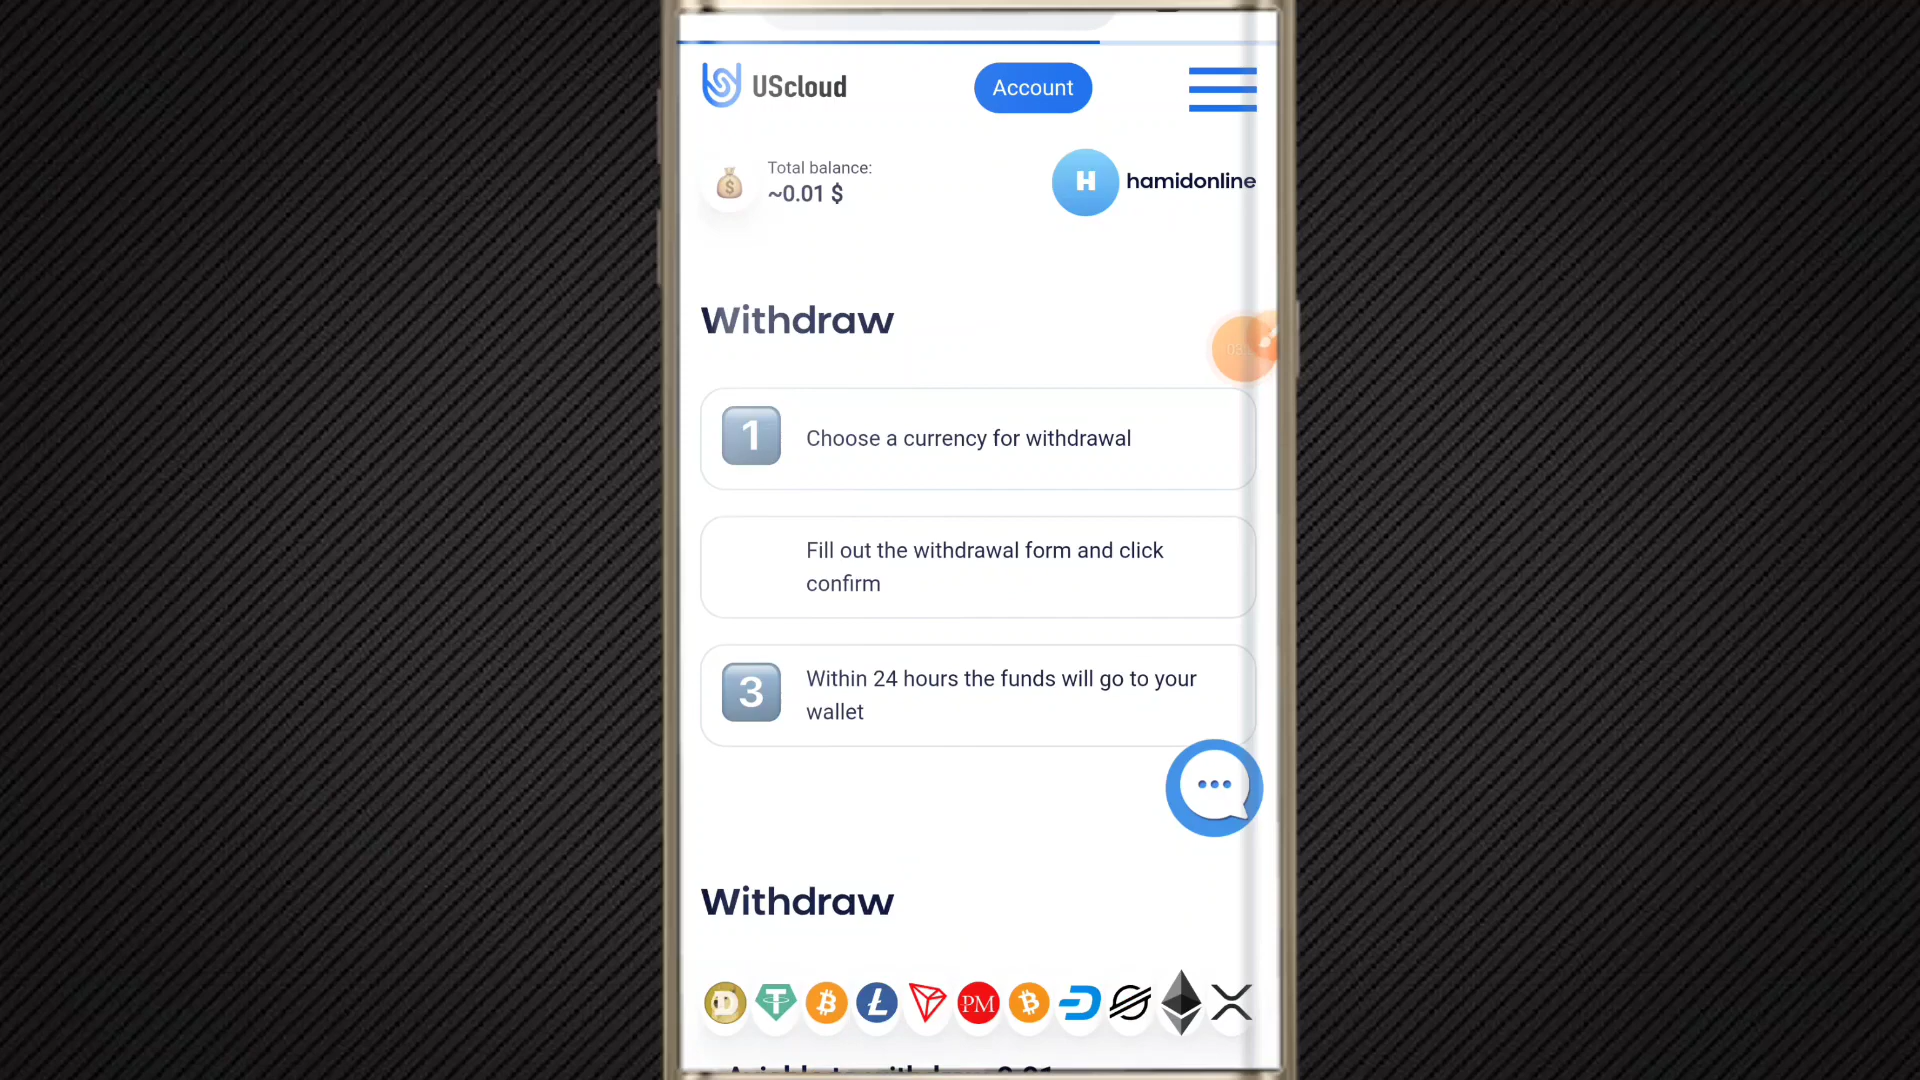 UScloud
Account
Total balance:
~0.01 $
H
hamidonline
Withdraw
1
Choose a currency for withdrawal
Fill out the withdrawal form and click
confirm
3
Within 24 hours the funds will go to your
wallet
Withdraw
PM